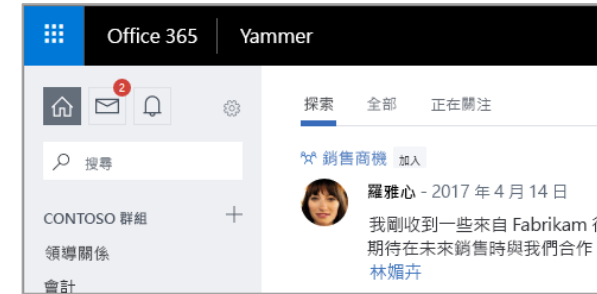 Office 365 Yammer
2
探索 全部 正在關注
搜尋
銷售商機 加入
羅雅心 - 2017 年 4 月 14 日
CONTOSO 群組
我剛收到一些來自 Fabrikam
領導關係
期待在未來銷售時與我們合作
林媚卉
會計